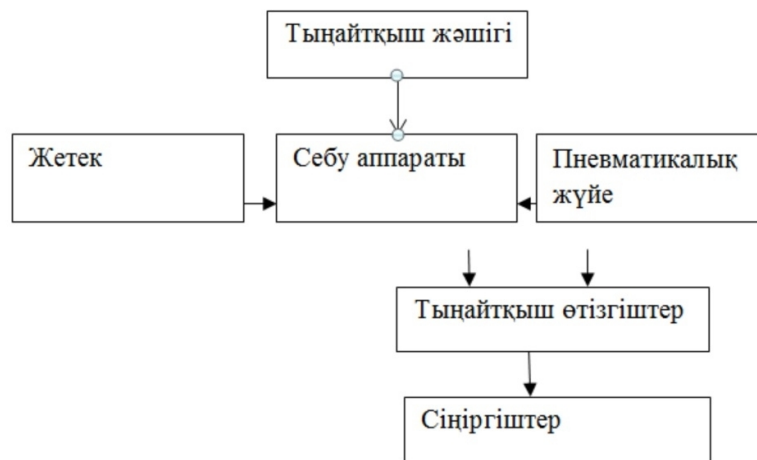 Тыңайтқыш жәшігі
Жетек
Себу аппараты
Пневматикалық
жүйе
Тыңайтқыш өтізгіштер
Сіңіргіштер